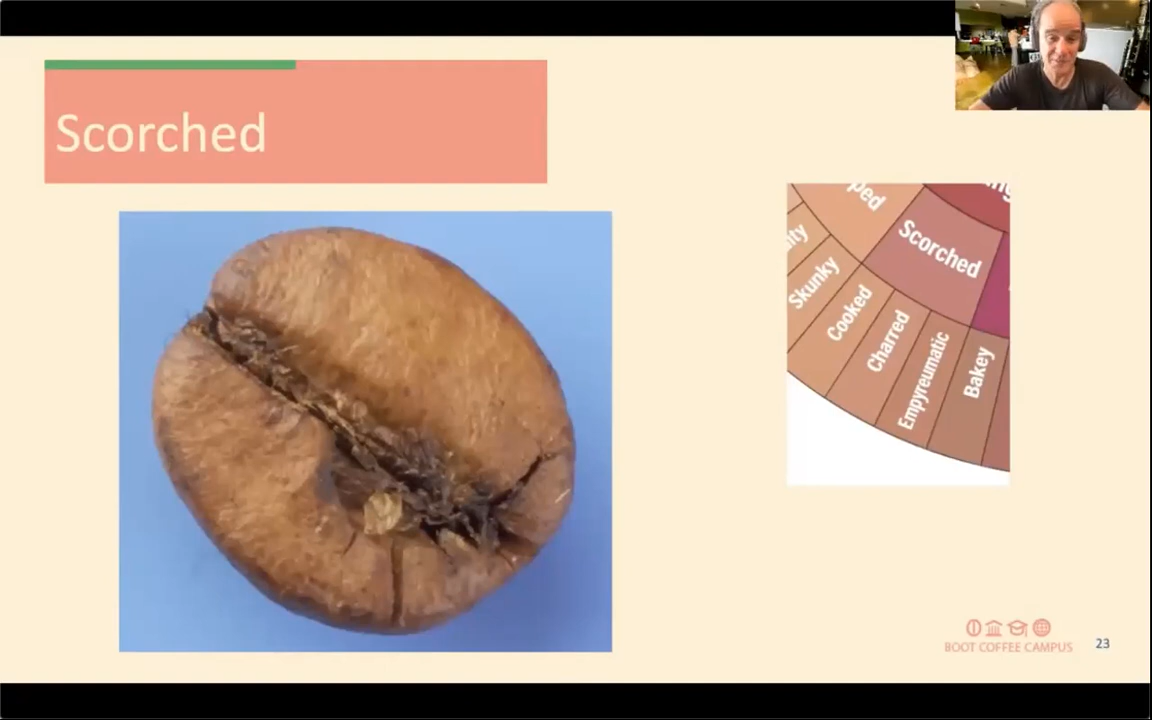 Scorched
Scorched
Skunky
Cooked
Charred
Empyreumatic
Bakey
BOOT COFFEE CAMPUS
23